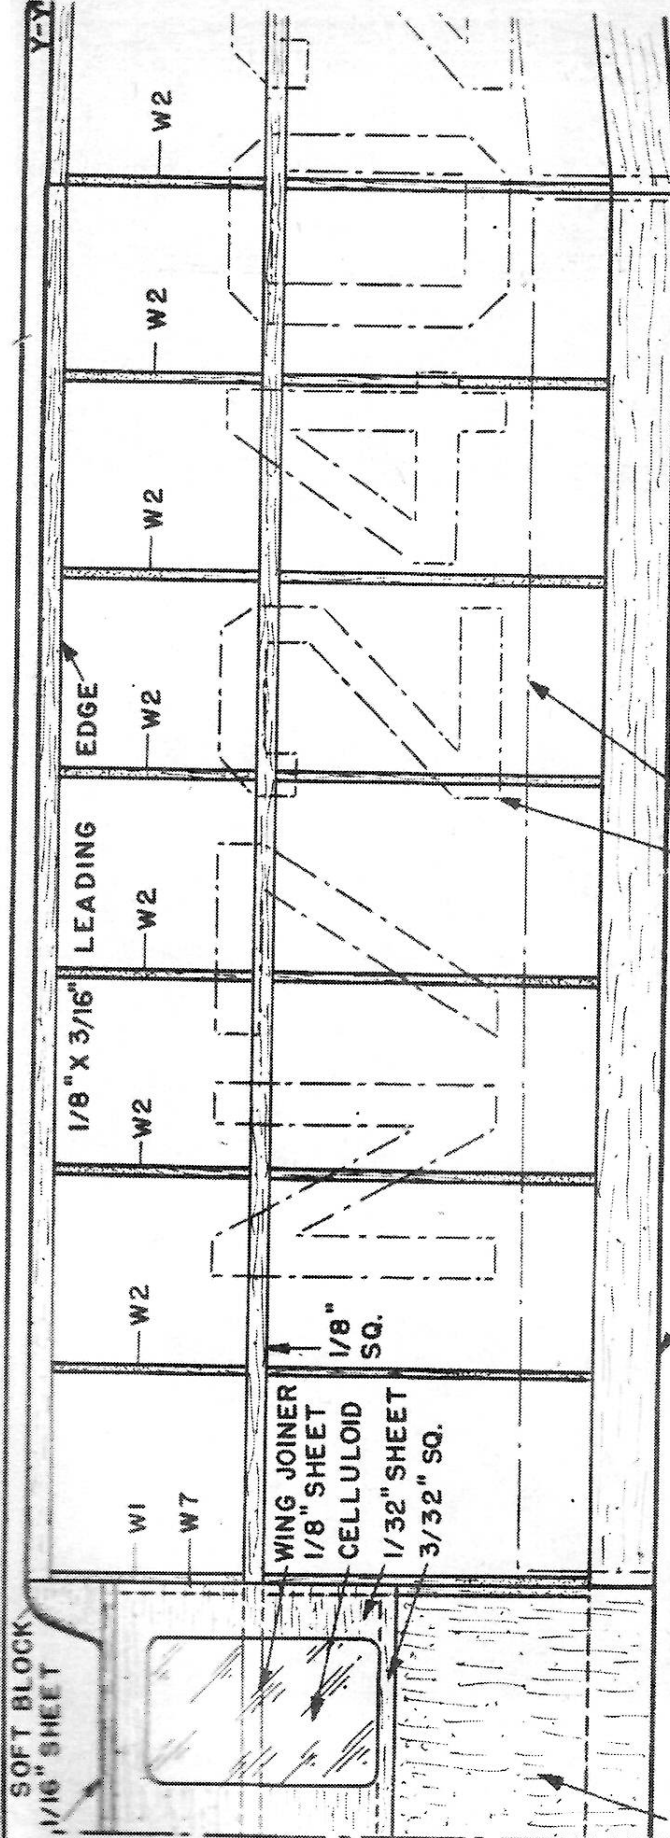 SOFT BLOCK
1/16" SHEET
Y-Y
1/8" X 3/16" LEADING EDGE
W1
W7
W2
W2
W2
W2
W2
W2
W2
N7240
1/8"
SQ.
WING JOINER
1/8" SHEET
CELLULOID
1/32" SHEET
3/32" SQ.